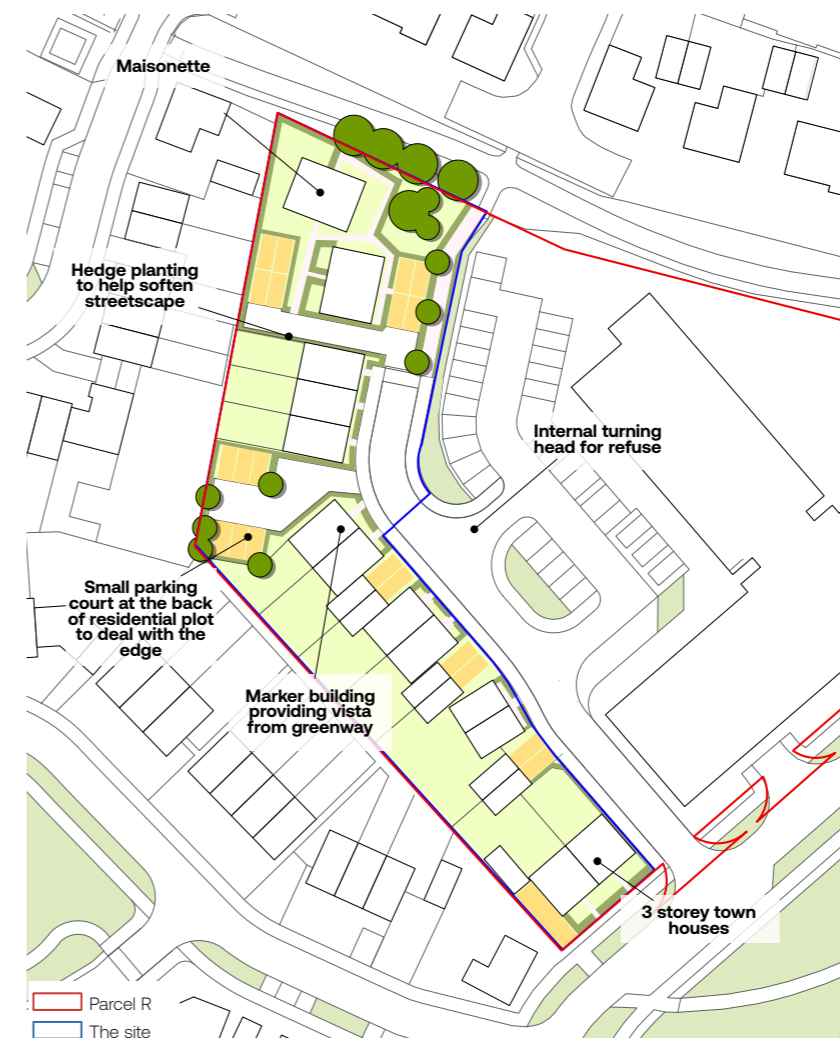 Maisonette
Hedge planting
to help soften
streetscape
Internal turning
head for refuse
Small parking
court at the back
of residential plot
to deal with the
edge
Marker building
providing vista
from greenway
3 storey town
houses
Parcel R
The site